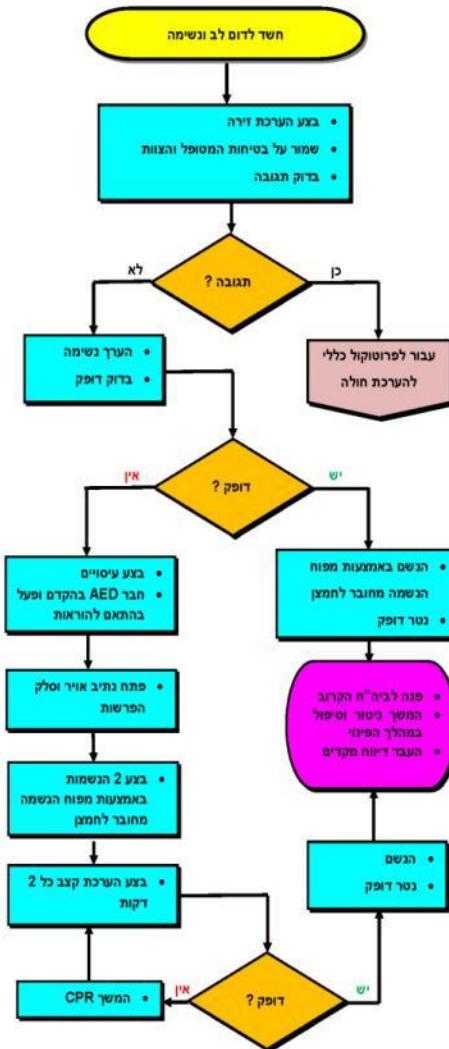 חשד לדום לב ונשימה
• בצע הערכת זירה
• שמור על בטיחות המטופל והצוות
• בדוק תגובה
תגובה ?
לא
כן
• הערך נשימה
• בדוק דופק
עבור לפרוטוקול כללי
להערכת חולה
דופק ?
אין
יש
• בצע עיסויים
• חבר AED בהקדם ופעל
בהתאם להוראות
• הנשם באמצעות מפוח
הנשמה מחובר לחמצן
• נטר דופק
• פתח נתיב אויר וסלק
הפרשות
• פנה לביה"ח הקרוב
• המשך ניטור וטיפול
במהלך הפינוי
• העבר דיווח מקדים
• בצע 2 הנשמות
באמצעות מפוח הנשמה
מחובר לחמצן
• בצע הערכת קצב כל 2
דקות
• הנשם
• נטר דופק
דופק ?
אין
יש
• המשך CPR